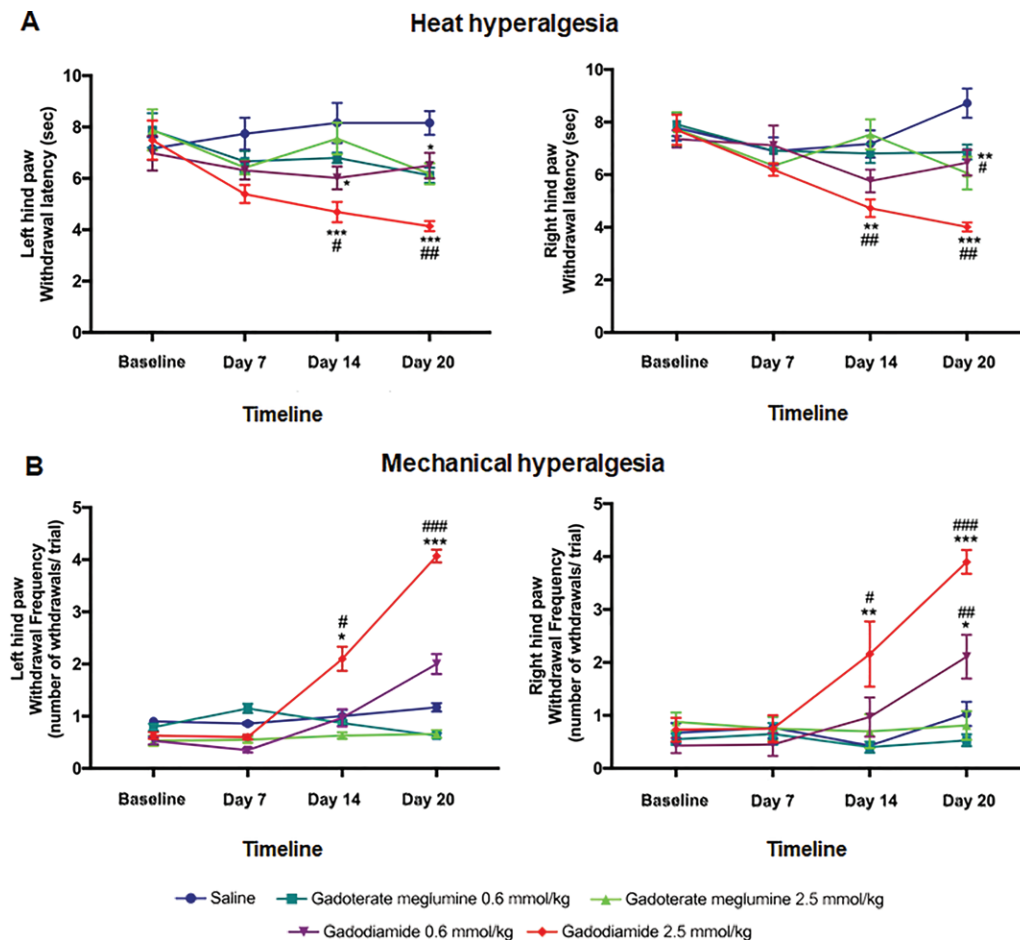 A
Heat hyperalgesia
Left hind paw
Withdrawal latency (sec)
10
8
6
4
2
0
*
*
***
#
***
##
Baseline
Day 7
Day 14
Day 20
Timeline
Right hind paw
Withdrawal latency (sec)
10
8
6
4
2
0
**
#
**
##
***
##
Baseline
Day 7
Day 14
Day 20
Timeline
B
Mechanical hyperalgesia
Left hind paw
Withdrawal Frequency
(number of wthdrawals/ trial)
5
4
3
2
1
0
###
***
#
*
Baseline
Day 7
Day 14
Day 20
Timeline
Right hind paw
Withdrawal Frequency
(number of wthdrawals/ trial)
5
4
3
2
1
0
###
***
#
**
##
*
Baseline
Day 7
Day 14
Day 20
Timeline
Saline
Gadoterate meglumine 0.6 mmol/kg
Gadoterate meglumine 2.5 mmol/kg
Gadodiamide 0.6 mmol/kg
Gadodiamide 2.5 mmol/kg